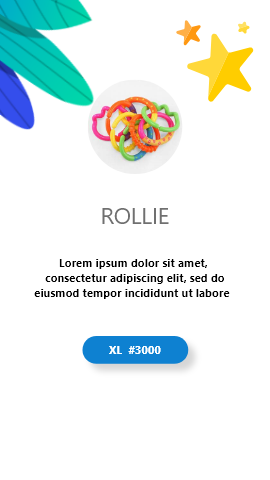 ROLLIE
Lorem ipsum dolor sit amet,
consectetur adipiscing elit, sed do
eiusmod tempor incididunt ut labore
XL #3000